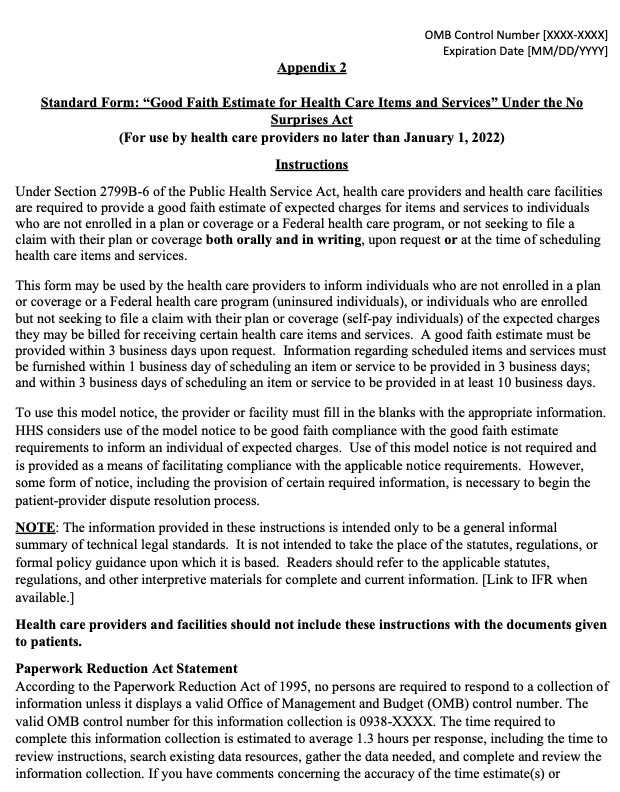 OMB Control Number [XXXX-XXXX]
Expiration Date [MM/DD/YYYY]
Appendix 2
Standard Form: “Good Faith Estimate for Health Care Items and Services” Under the No
Surprises Act
(For use by health care providers no later than January 1, 2022)
Instructions
Under Section 2799B-6 of the Public Health Service Act, health care providers and health care facilities
are required to provide a good faith estimate of expected charges for items and services to individuals
who are not enrolled in a plan or coverage or a Federal health care program, or not seeking to file a
claim with their plan or coverage both orally and in writing, upon request or at the time of scheduling
health care items and services.
This form may be used by the health care providers to inform individuals who are not enrolled in a plan
or coverage or a Federal health care program (uninsured individuals), or individuals who are enrolled
but not seeking to file a claim with their plan or coverage (self-pay individuals) of the expected charges
they may be billed for receiving certain health care items and services.  A good faith estimate must be
provided within 3 business days upon request.  Information regarding scheduled items and services must
be furnished within 1 business day of scheduling an item or service to be provided in 3 business days;
and within 3 business days of scheduling an item or service to be provided in at least 10 business days.
To use this model notice, the provider or facility must fill in the blanks with the appropriate information.
HHS considers use of the model notice to be good faith compliance with the good faith estimate
requirements to inform an individual of expected charges.  Use of this model notice is not required and
is provided as a means of facilitating compliance with the applicable notice requirements.  However,
some form of notice, including the provision of certain required information, is necessary to begin the
patient-provider dispute resolution process.
NOTE: The information provided in these instructions is intended only to be a general informal
summary of technical legal standards.  It is not intended to take the place of the statutes, regulations, or
formal policy guidance upon which it is based.  Readers should refer to the applicable statutes,
regulations, and other interpretive materials for complete and current information. [Link to IFR when
available.]
Health care providers and facilities should not include these instructions with the documents given
to patients.
Paperwork Reduction Act Statement
According to the Paperwork Reduction Act of 1995, no persons are required to respond to a collection of
information unless it displays a valid Office of Management and Budget (OMB) control number. The
valid OMB control number for this information collection is 0938-XXXX. The time required to
complete this information collection is estimated to average 1.3 hours per response, including the time to
review instructions, search existing data resources, gather the data needed, and complete and review the
information collection. If you have comments concerning the accuracy of the time estimate(s) or